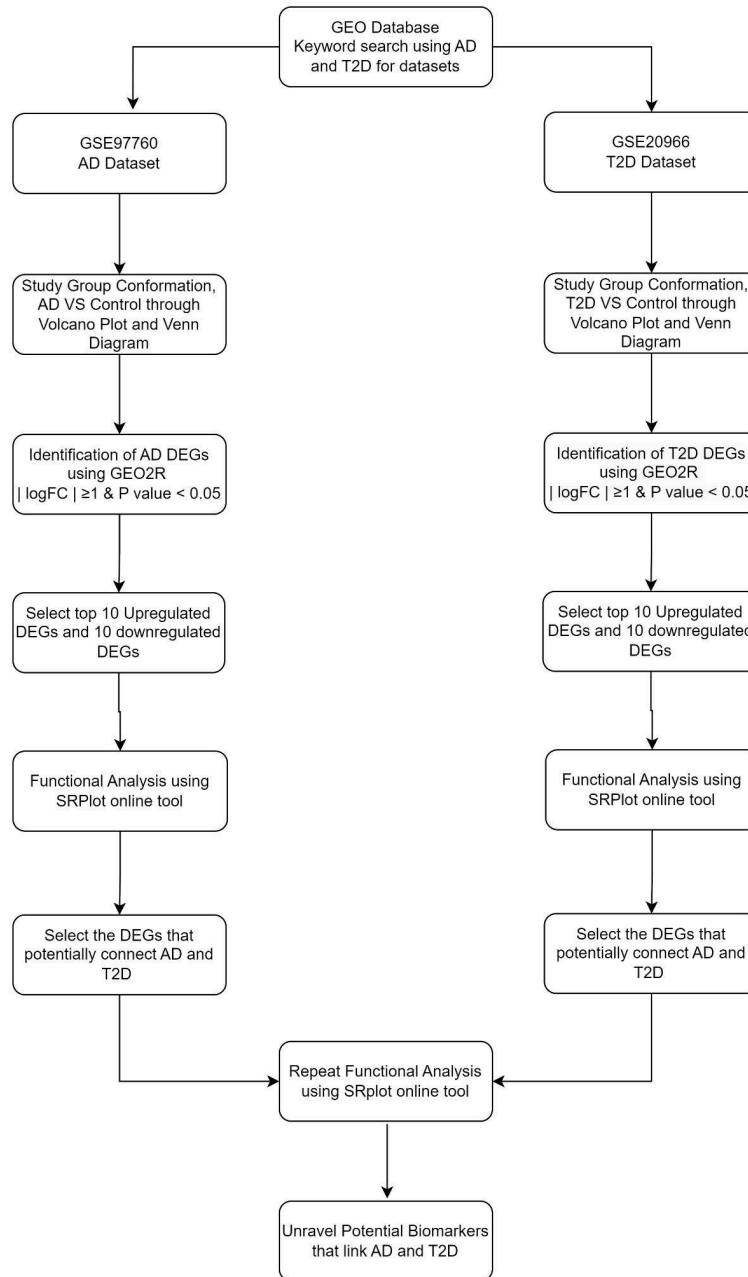 GEO Database
Keyword search using AD
and T2D for datasets
GSE97760
AD Dataset
GSE20966
T2D Dataset
Study Group Conformation,
AD VS Control through
Volcano Plot and Venn
Diagram
Study Group Conformation,
T2D VS Control through
Volcano Plot and Venn
Diagram
Identification of AD DEGs
using GEO2R
| logFC | ≥1 & P value < 0.05
Identification of T2D DEGs
using GEO2R
| logFC | ≥1 & P value < 0.05
Select top 10 Upregulated
DEGs and 10 downregulated
DEGs
Select top 10 Upregulated
DEGs and 10 downregulated
DEGs
Functional Analysis using
SRPlot online tool
Functional Analysis using
SRPlot online tool
Select the DEGs that
potentially connect AD and
T2D
Select the DEGs that
potentially connect AD and
T2D
Repeat Functional Analysis
using SRplot online tool
Unravel Potential Biomarkers
that link AD and T2D